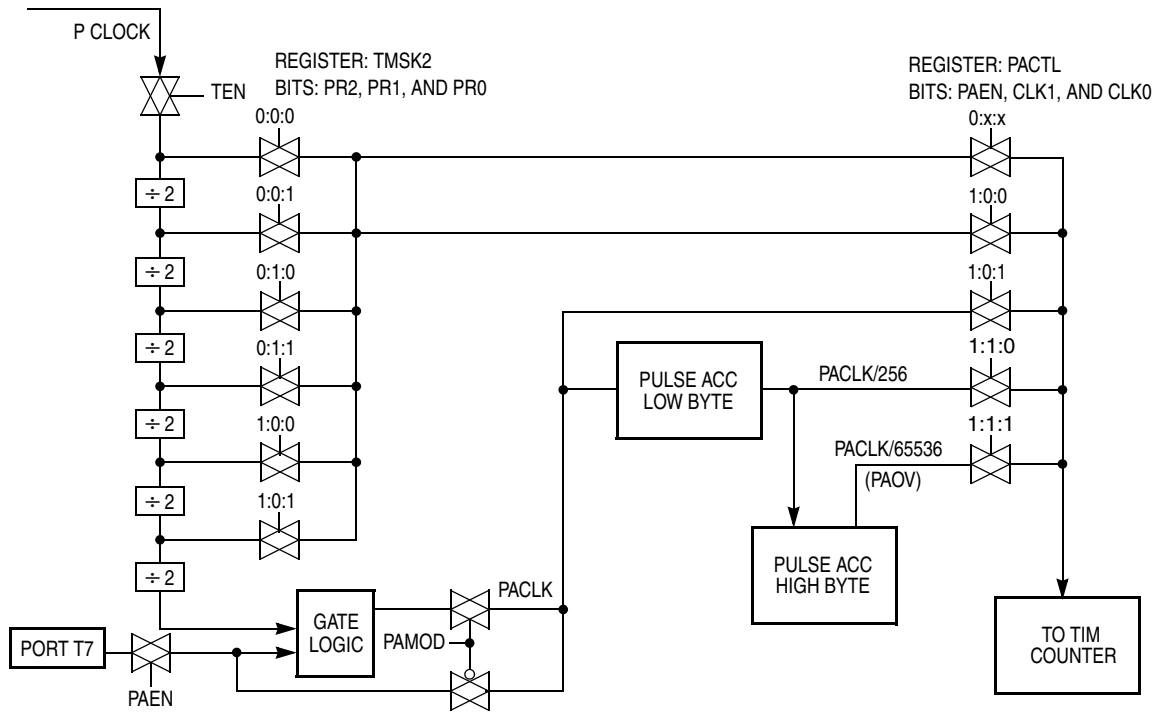 P CLOCK
TEN
REGISTER: TMSK2
BITS: PR2, PR1, AND PR0
REGISTER: PACTL
BITS: PAEN, CLK1, AND CLK0
0:0:0
0:x:x
÷ 2
0:0:1
1:0:0
÷ 2
0:1:0
1:0:1
÷ 2
0:1:1
1:1:0
PULSE ACC
LOW BYTE
PACLK/256
÷ 2
1:0:0
1:1:1
PACLK/65536
(PAOV)
÷ 2
1:0:1
PULSE ACC
HIGH BYTE
÷ 2
GATE
LOGIC
PACLK
PORT T7
PAMOD
PAEN
TO TIM
COUNTER